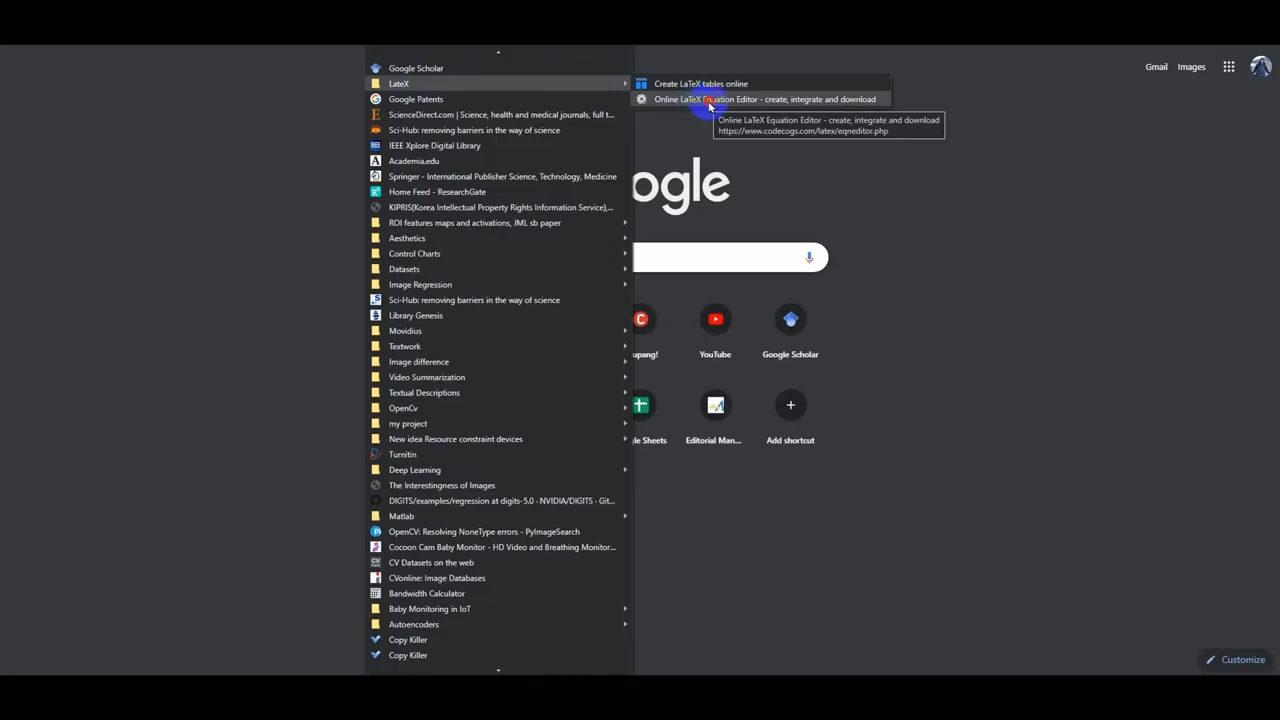 Google Scholar
LateX
Google Patents
ScienceDirect.com | Science, health and medical journals, full t...
Sci-Hub: removing barriers in the way of science
IEEE Xplore Digital Library
Academia.edu
Springer - International Publisher Science, Technology, Medicine
Home Feed - ResearchGate
KIPRIS(Korea Intellectual Property Rights Information Service),...
ROI features maps and activations, JML sb paper
Aesthetics
Control Charts
Datasets
Image Regression
Sci-Hub: removing barriers in the way of science
Library Genesis
Movidius
Textwork
Image difference
Video Summarization
Textual Descriptions
OpenCv
my project
New idea Resource constraint devices
Turnitin
Deep Learning
The Interestingness of Images
DIGITS/examples/regression at digits-5.0 · NVIDIA/DIGITS · Git...
Matlab
OpenCV: Resolving NoneType errors - PyImageSearch
Cocoon Cam Baby Monitor - HD Video and Breathing Monitor...
CV Datasets on the web
CVonline: Image Databases
Bandwidth Calculator
Baby Monitoring in IoT
Autoencoders
Copy Killer
Copy Killer
Create LaTeX tables online
Online LaTeX Equation Editor - create, integrate and download
Online LaTeX Equation Editor - create, integrate and download
https://www.codecogs.com/latex/eqneditor.php
Gmail Images
ogle
upang! YouTube Google Scholar
gle Sheets Editorial Man... Add shortcut
Customize